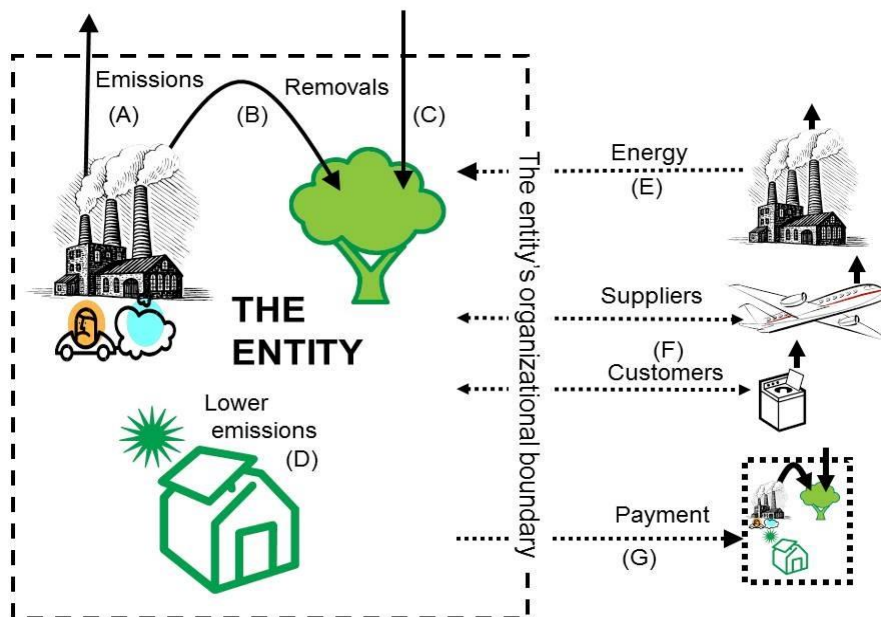 Emissions
(A)
(B)
Removals
(C)
THE
ENTITY
Lower
emissions
(D)
The entity's organizational boundary
Energy
(E)
Suppliers
(F)
Customers
Payment
(G)